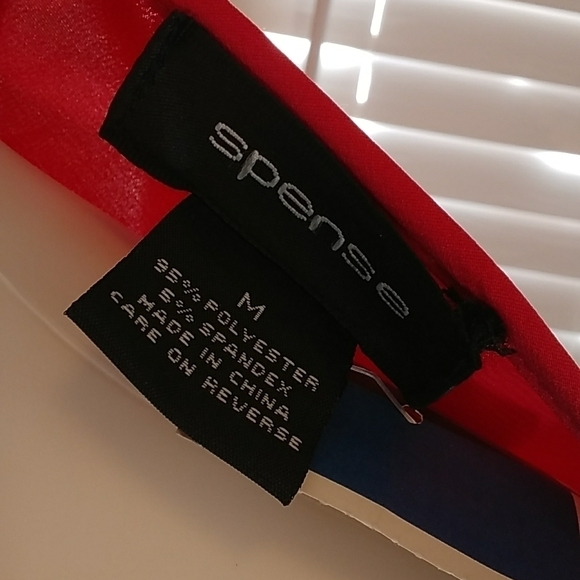 spense
M
95% POLYESTER
5% SPANDEX
MADE IN CHINA
CARE ON REVERSE